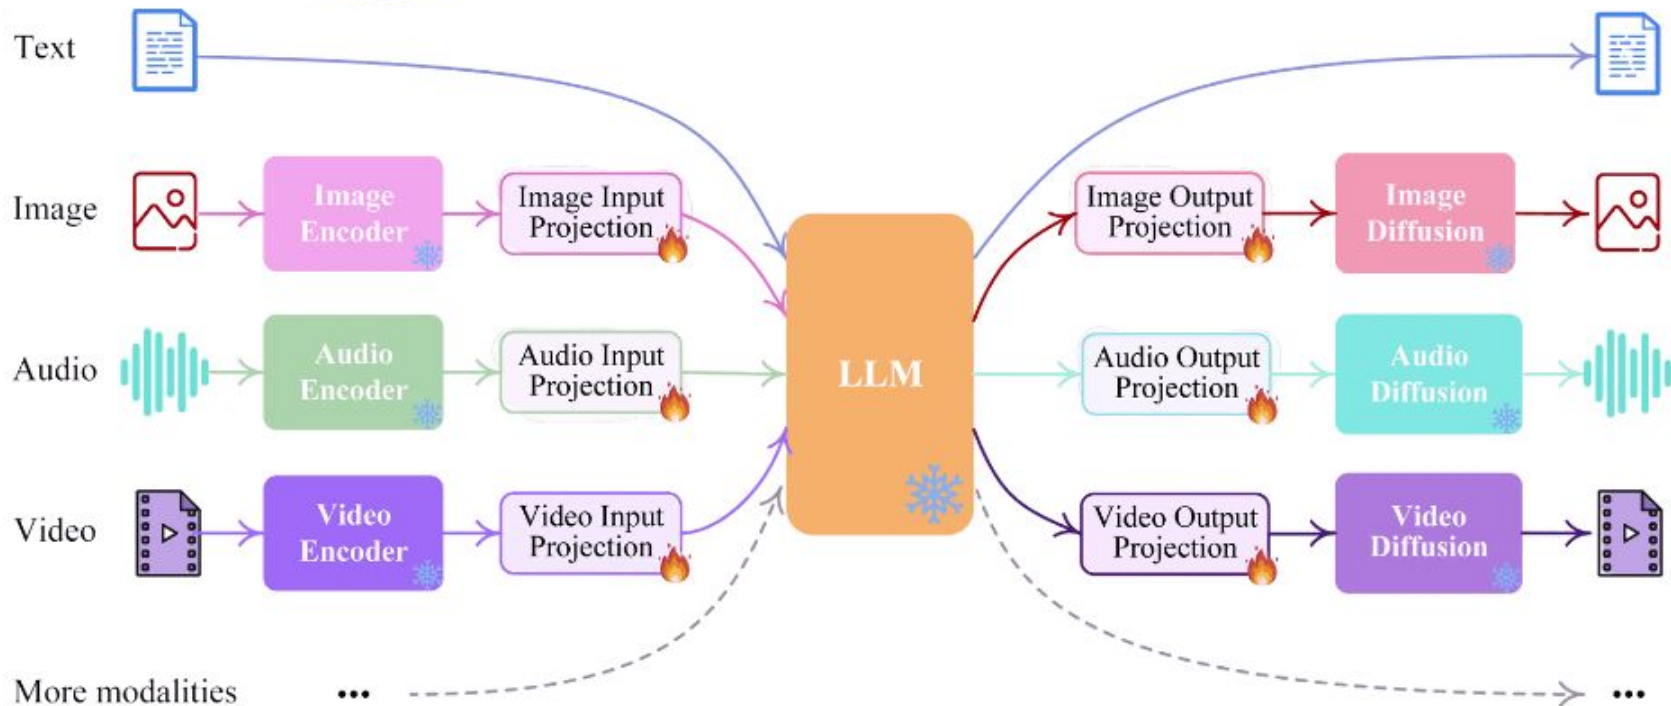 Text
Image
Image
Encoder
Image Input
Projection
Image Output
Projection
Image
Diffusion
Audio
Audio
Encoder
Audio Input
Projection
LLM
Audio Output
Projection
Audio
Diffusion
Video
Video
Encoder
Video Input
Projection
Video Output
Projection
Video
Diffusion
More modalities
...
...